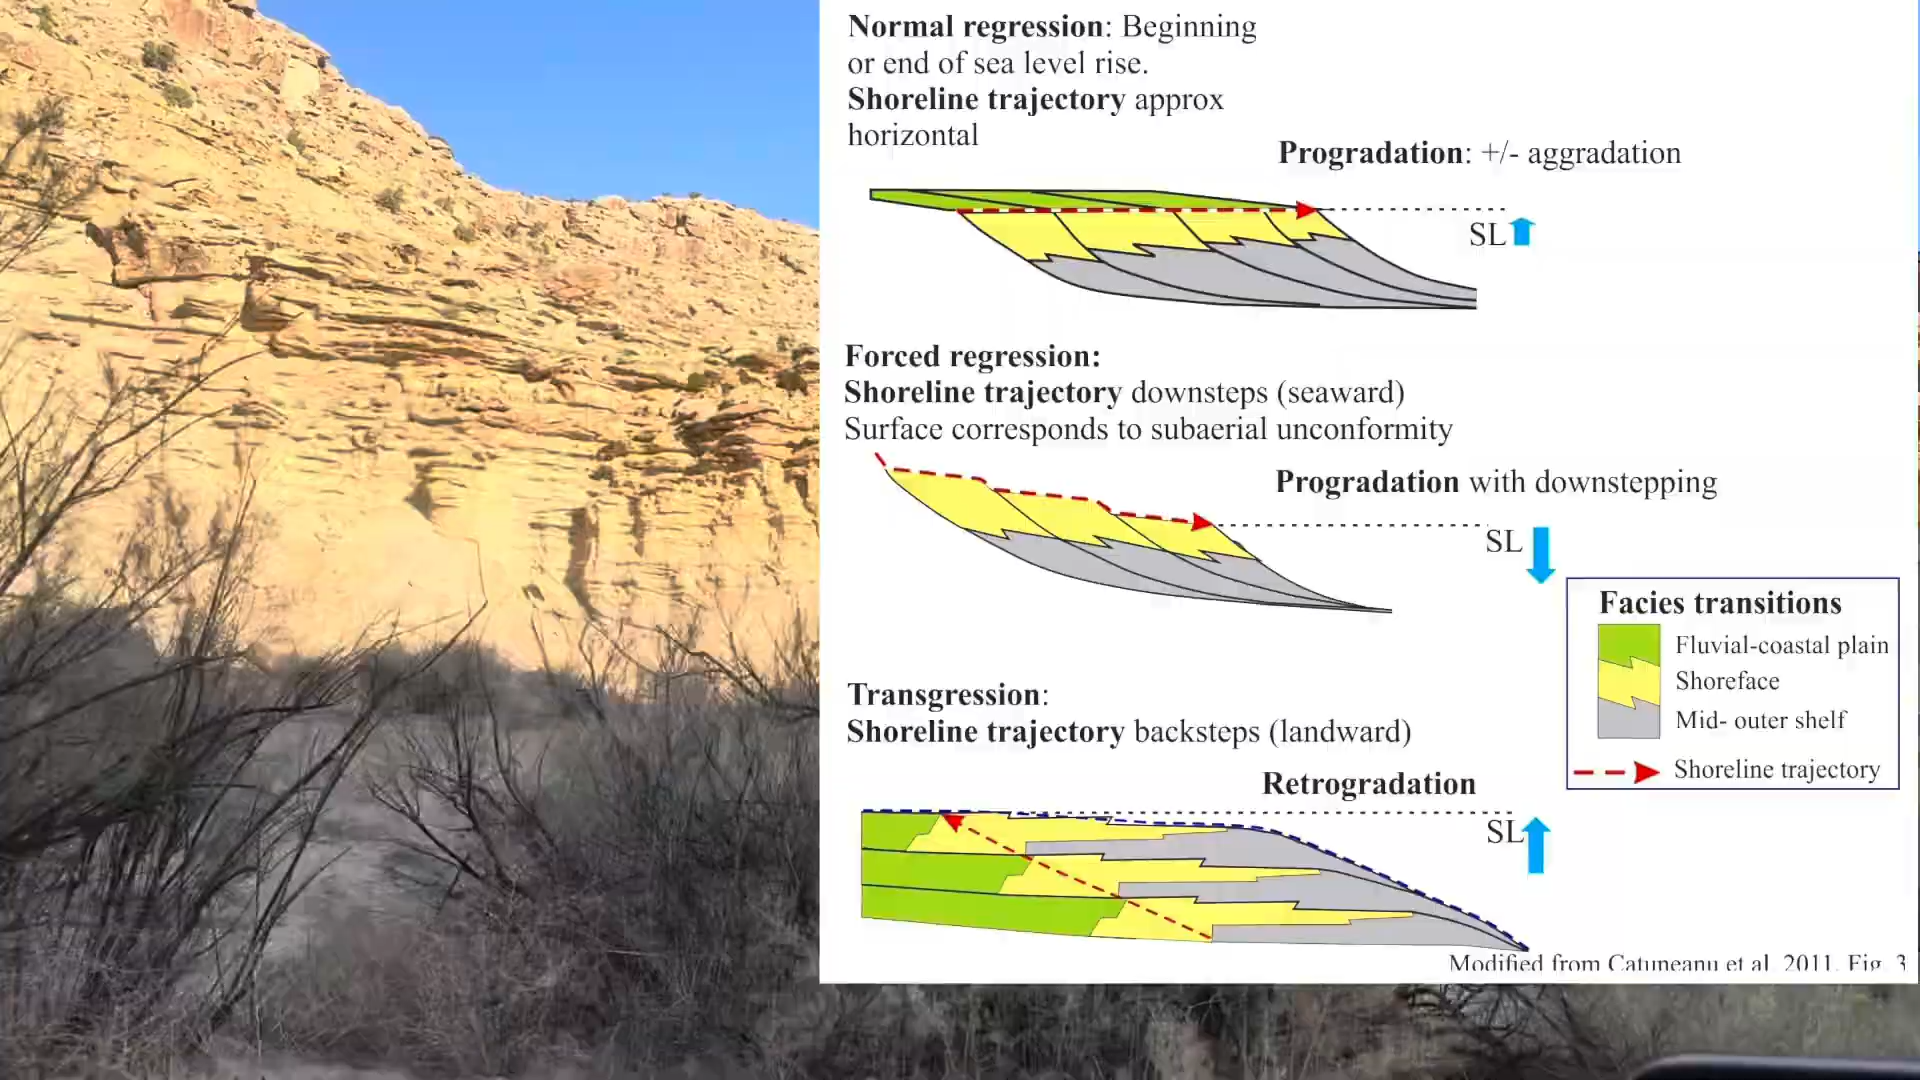 Normal regression: Beginning
or end of sea level rise.
Shoreline trajectory approx
horizontal
Progradation: +/- aggradation
SL
Forced regression:
Shoreline trajectory downsteps (seaward)
Surface corresponds to subaerial unconformity
Progradation with downstepping
SL
Facies transitions
Fluvial-coastal plain
Shoreface
Mid- outer shelf
Shoreline trajectory
Transgression:
Shoreline trajectory backsteps (landward)
Retrogradation
SL
Modified from Catuneanu et al. 2011. Fig. 3